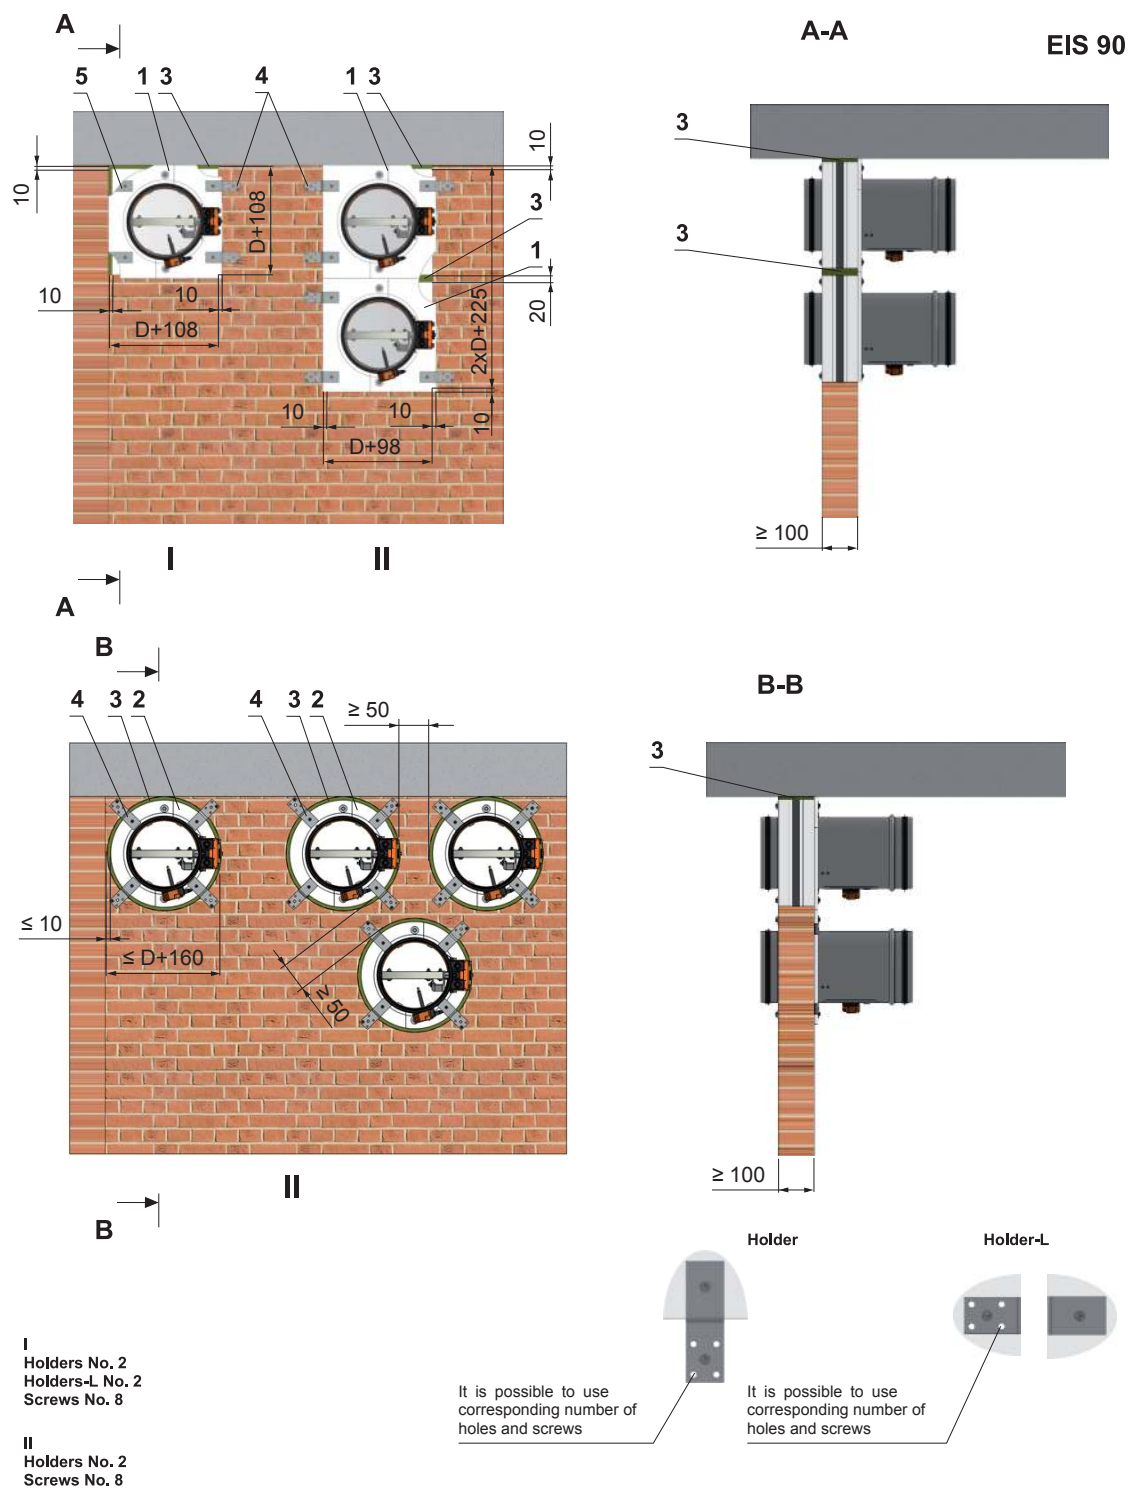 A
A-A
EIS 90
5 1 3 4 1 3
10
3
10
D+108
3
3
1
10
10
20
D+108
2xD+225
10
10
10
D+98
≥ 100
I
II
A
B
B-B
4 3 2
4 3 2
≥ 50
3
≤ 10
≤ D+160
≥ 50
≥ 100
II
B
Holder
Holder-L
I
Holders No. 2
Holders-L No. 2
Screws No. 8
It is possible to use
corresponding number of
holes and screws
It is possible to use
corresponding number of
holes and screws
II
Holders No. 2
Screws No. 8